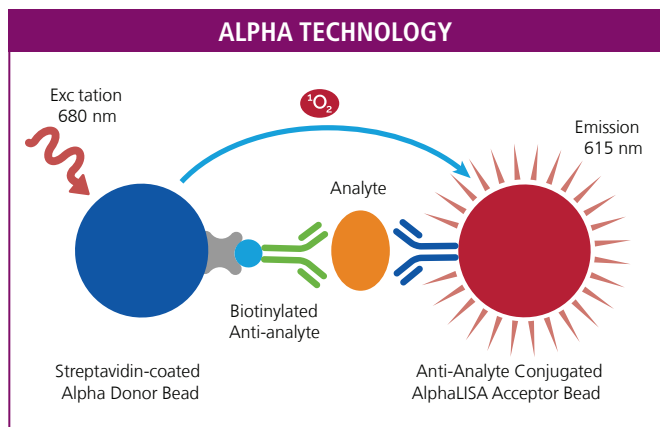 ALPHA TECHNOLOGY
Exc tation
680 nm
¹O₂
Emission
615 nm
Analyte
Biotinylated
Anti-analyte
Streptavidin-coated
Alpha Donor Bead
Anti-Analyte Conjugated
AlphaLISA Acceptor Bead